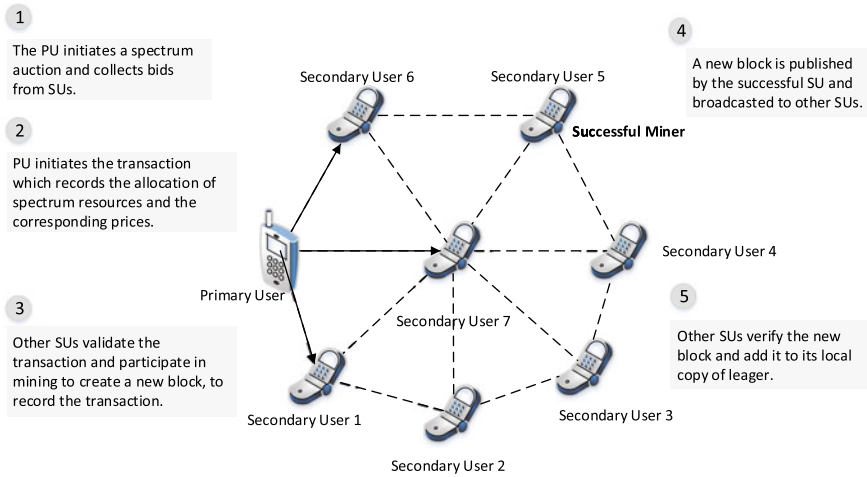 1
The PU initiates a spectrum
auction and collects bids
from SUs.
2
PU initiates the transaction
which records the allocation of
spectrum resources and the
corresponding prices.
3
Other SUs validate the
transaction and participate in
mining to create a new block, to
record the transaction.
Secondary User 6
Secondary User 5
Successful Miner
Primary User
Secondary User 7
Secondary User 4
Secondary User 1
Secondary User 2
Secondary User 3
4
A new block is published
by the successful SU and
broadcasted to other SUs.
5
Other SUs verify the new
block and add it to its local
copy of leager.